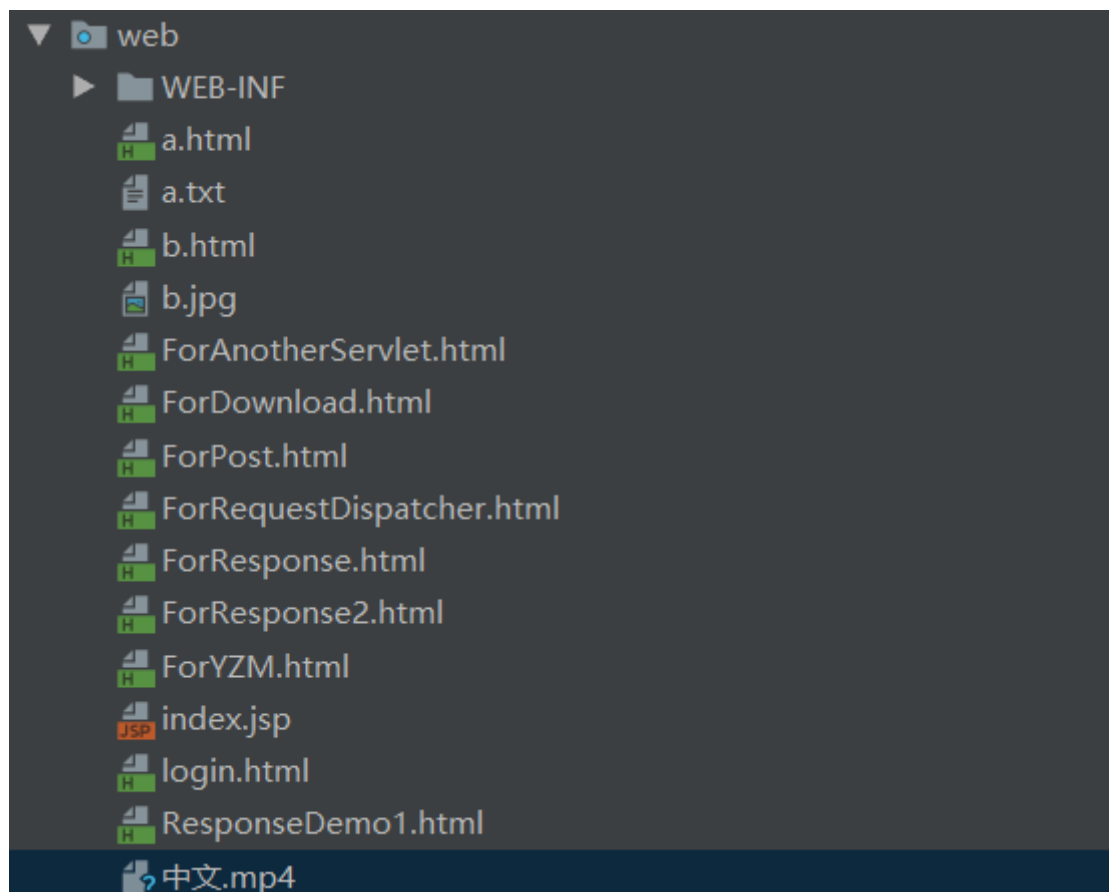 web
WEB-INF
a.html
a.txt
b.html
b.jpg
ForAnotherServlet.html
ForDownload.html
ForPost.html
ForRequestDispatcher.html
ForResponse.html
ForResponse2.html
ForYZM.html
index.jsp
login.html
ResponseDemo1.html
中文.mp4